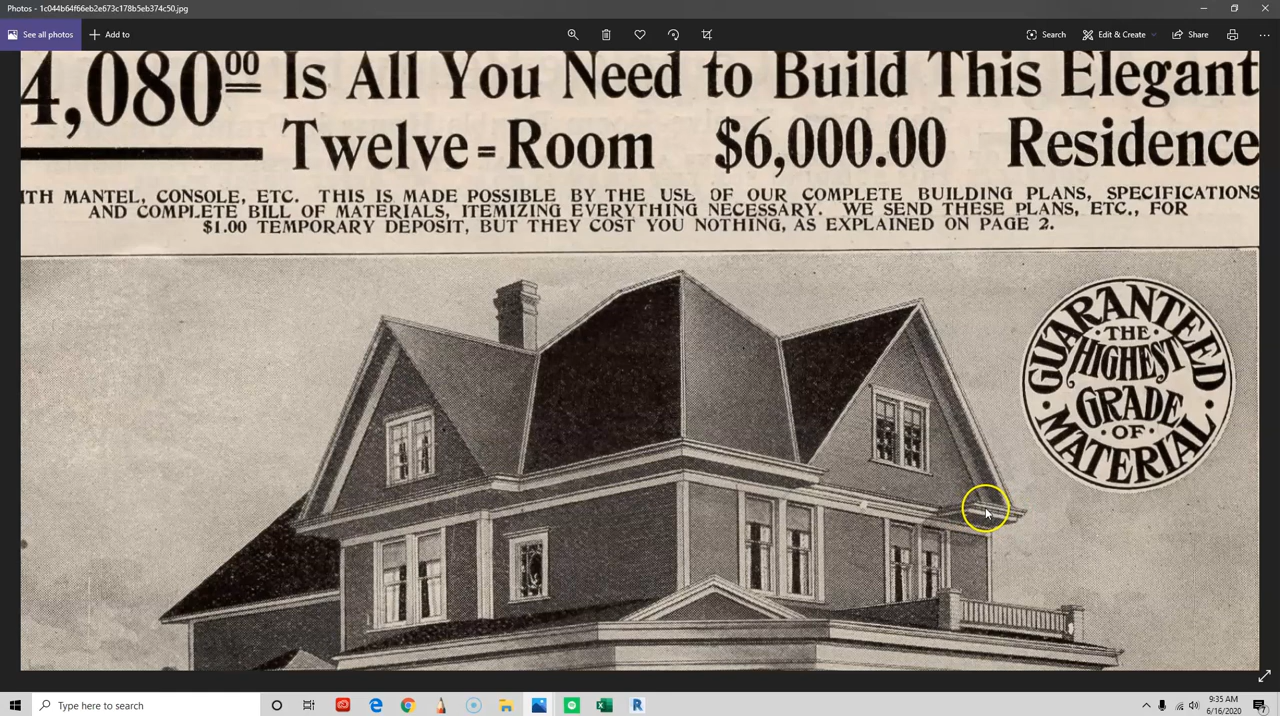 Photos - 1c044b64f66eb2e673c178b5eb374c50.jpg
See all photos
Add to
Search
Edit & Create
Share
4,080 00 Is All You Need to Build This Elegant
Twelve=Room $6,000.00 Residence
ITH MANTEL, CONSOLE, ETC. THIS IS MADE POSSIBLE BY THE USE OF OUR COMPLETE BUILDING PLANS, SPECIFICATIONS
AND COMPLETE BILL OF MATERIALS, ITEMIZING EVERYTHING NECESSARY. WE SEND THESE PLANS, ETC., FOR
$1.00 TEMPORARY DEPOSIT, BUT THEY COST YOU NOTHING, AS EXPLAINED ON PAGE 2.
GUARANTEED
· THE ·
HIGHEST
GRADE
· OF ·
MATERIAL
Type here to search
9:35 AM
6/16/2020